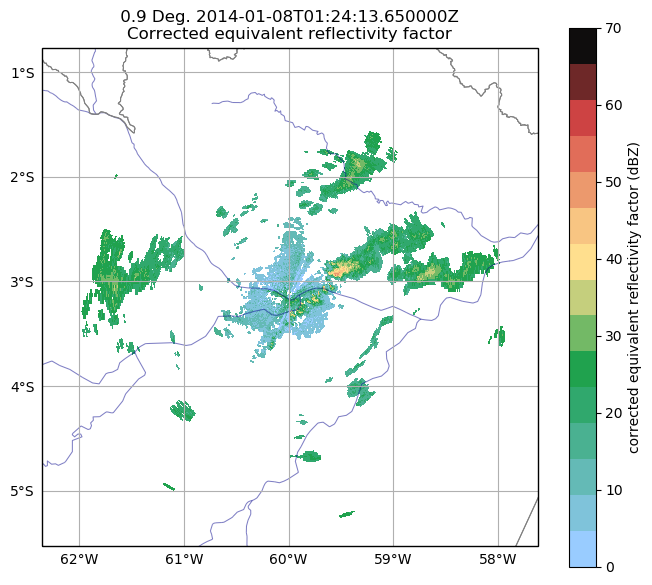 0.9 Deg. 2014-01-08T01:24:13.650000Z
Corrected equivalent reflectivity factor
1°S
2°S
3°S
4°S
5°S
62°W
61°W
60°W
59°W
58°W
70
60
50
40
30
20
10
0
corrected equivalent reflectivity factor (dBZ)